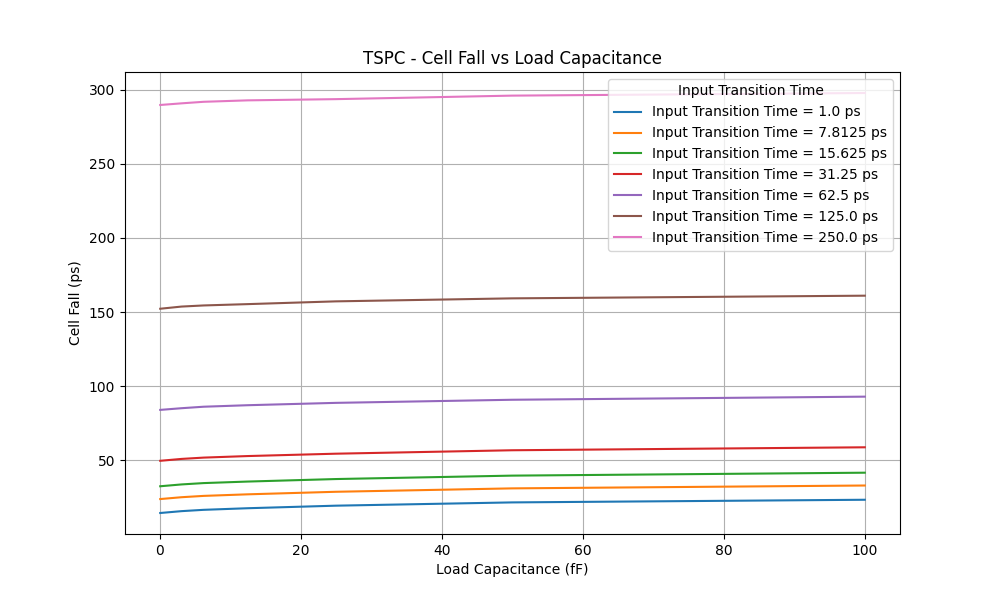 TSPC - Cell Fall vs Load Capacitance
Input Transition Time
Input Transition Time = 1.0 ps
Input Transition Time = 7.8125 ps
Input Transition Time = 15.625 ps
Input Transition Time = 31.25 ps
Input Transition Time = 62.5 ps
Input Transition Time = 125.0 ps
Input Transition Time = 250.0 ps
Cell Fall (ps)
300
250
200
150
100
50
0 20 40 60 80 100
Load Capacitance (fF)